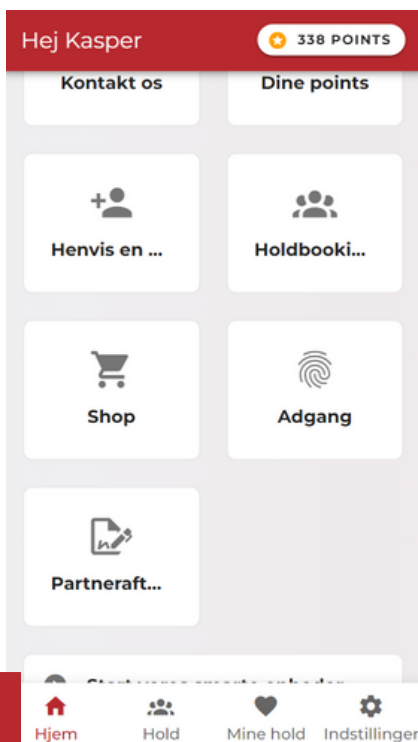 Hej Kasper
338 POINTS
Kontakt os
Dine points
Henvis en ...
Holdbooki...
Shop
Adgang
Partneraft...
Hjem
Hold
Mine hold
Indstillinger